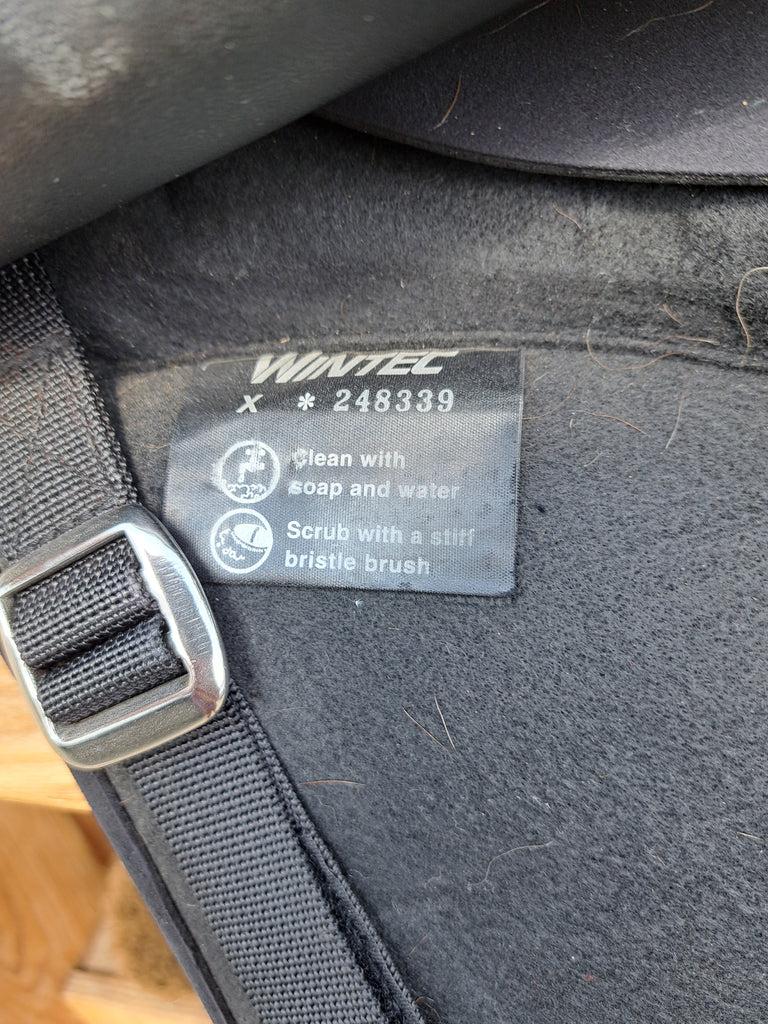 WINTEC
X * 248339
Clean with
soap and water
Scrub with a stiff
bristle brush